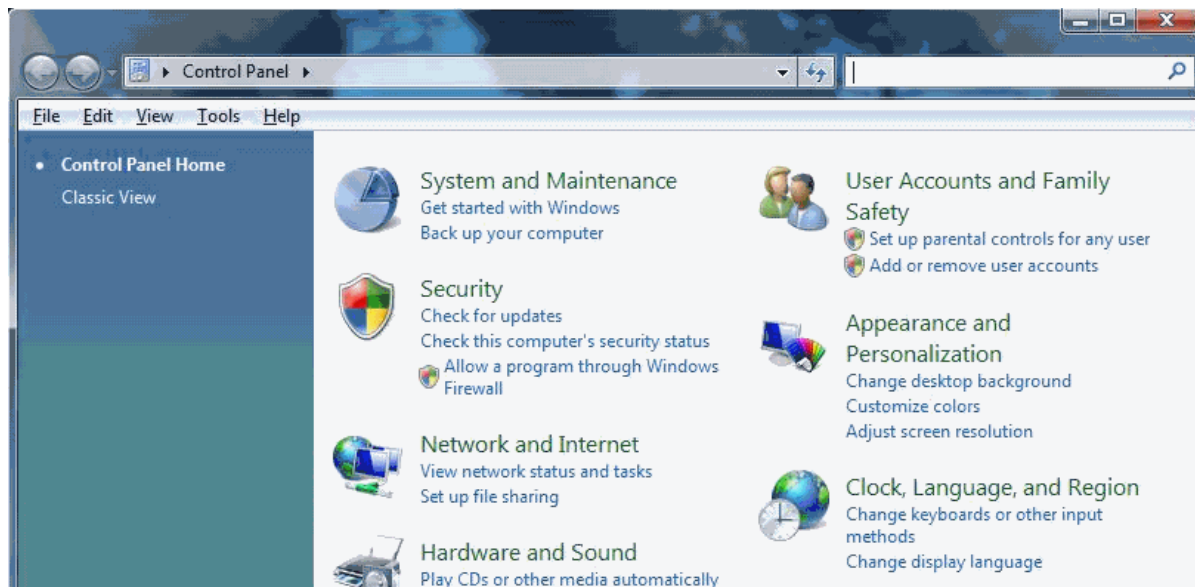 Control Panel
File Edit View Tools Help
Control Panel Home
Classic View
System and Maintenance
Get started with Windows
Back up your computer
Security
Check for updates
Check this computer's security status
Allow a program through Windows
Firewall
Network and Internet
View network status and tasks
Set up file sharing
Hardware and Sound
Play CDs or other media automatically
User Accounts and Family
Safety
Set up parental controls for any user
Add or remove user accounts
Appearance and
Personalization
Change desktop background
Customize colors
Adjust screen resolution
Clock, Language, and Region
Change keyboards or other input
methods
Change display language